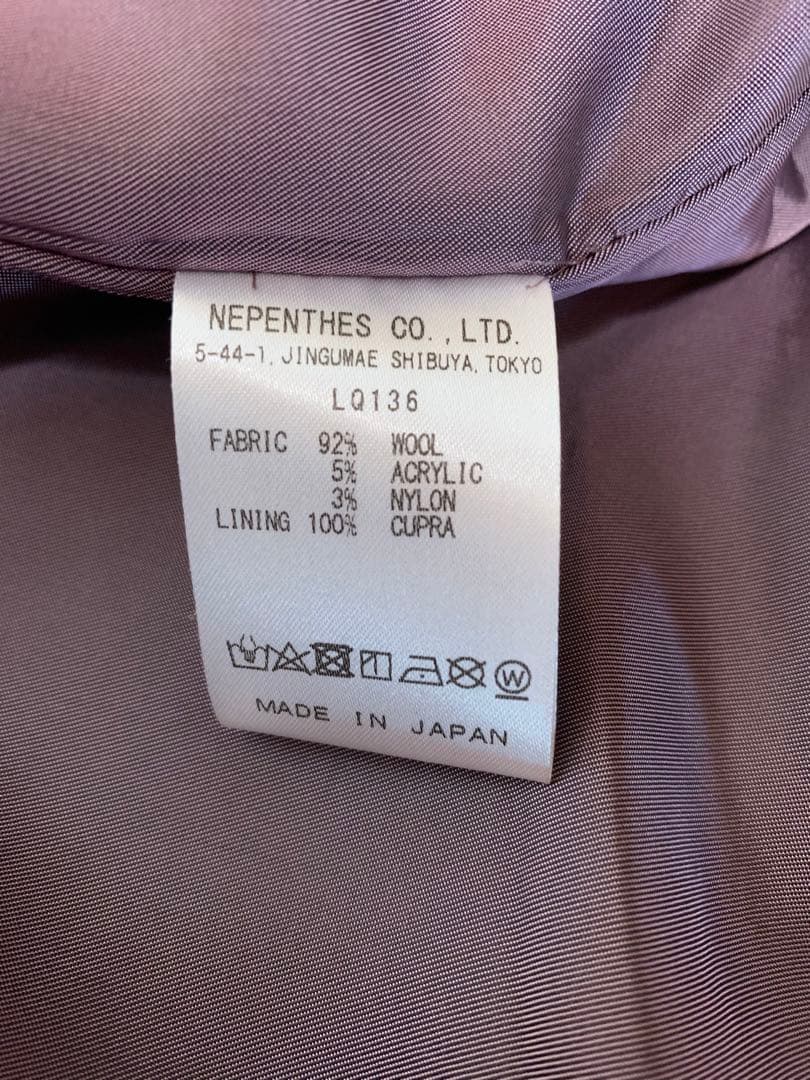 NEPENTHES CO., LTD.
5-44-1, JINGUMAE SHIBUYA, TOKYO
LQ136
FABRIC 92% WOOL
5% ACRYLIC
3% NYLON
LINING 100% CUPRA
W
MADE IN JAPAN